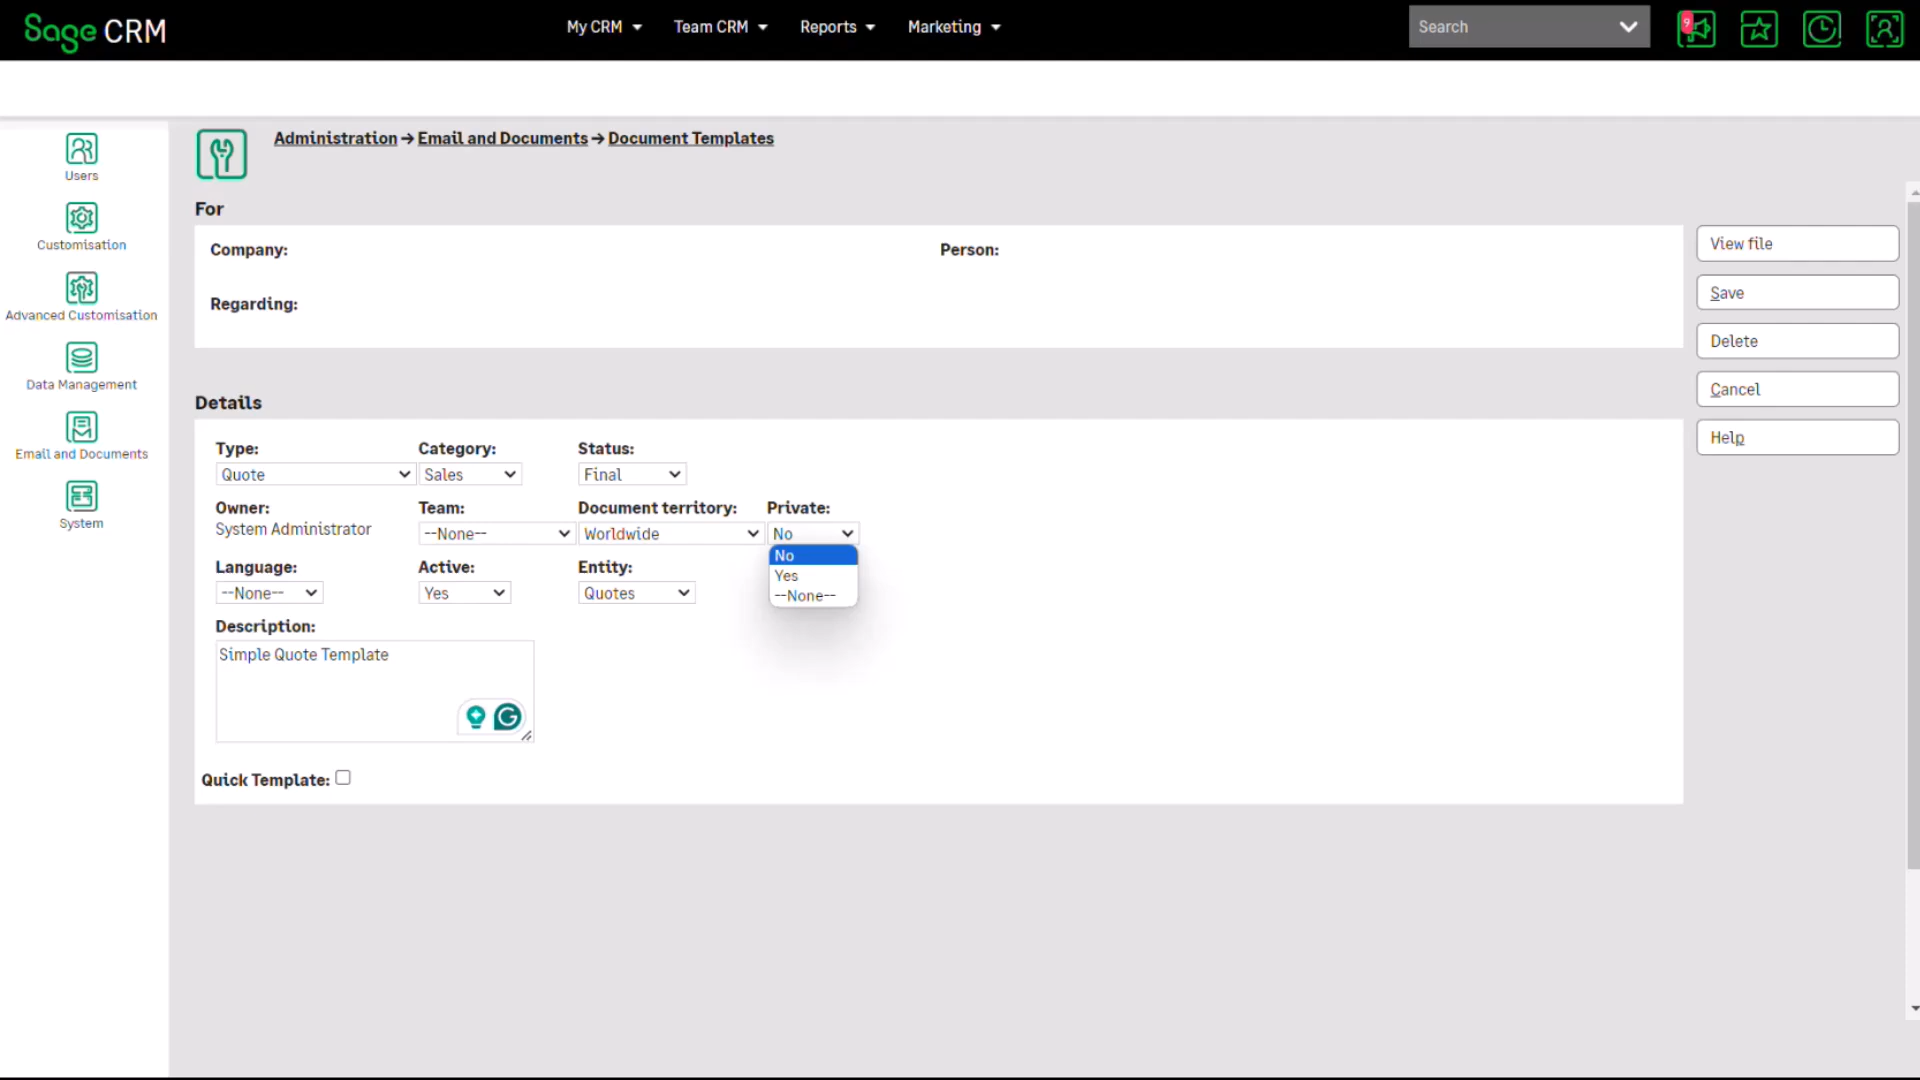 Sage CRM
My CRM
Team CRM
Reports
Marketing
Search
9
Users
Customisation
Advanced Customisation
Data Management
Email and Documents
System
Administration → Email and Documents → Document Templates
For
Company:
Person:
Regarding:
View file
Save
Delete
Cancel
Help
Details
Type:
Category:
Status:
Quote
Sales
Final
Owner:
Team:
Document territory:
Private:
System Administrator
--None--
Worldwide
No
No
Yes
--None--
Language:
Active:
Entity:
--None--
Yes
Quotes
Description:
Simple Quote Template
Quick Template: